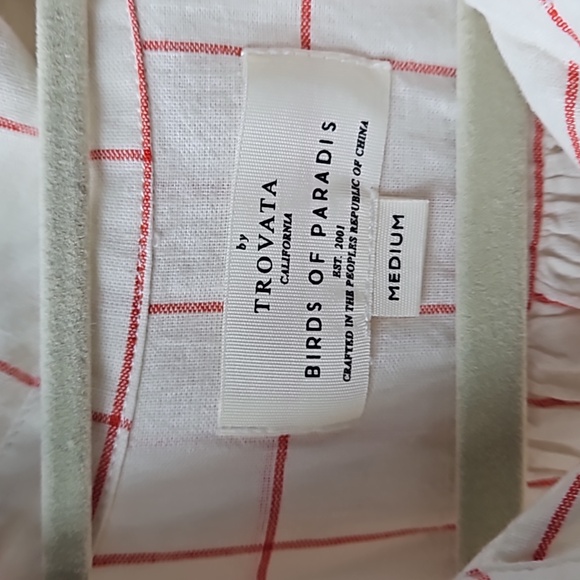 by
TROVATA
CALIFORNIA
BIRDS OF PARADIS
EST. 2001
CRAFTED IN THE PEOPLES REPUBLIC OF CHINA
MEDIUM